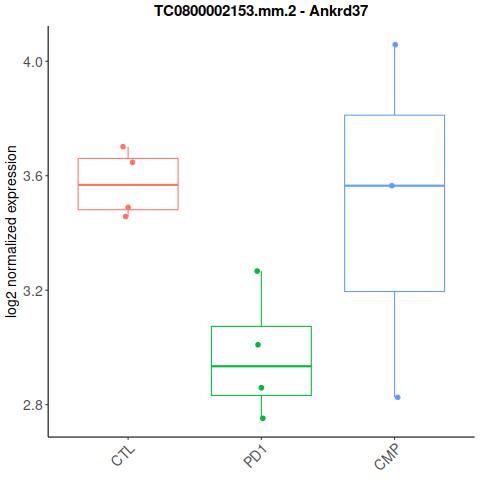 TC0800002153.mm.2 - Ankrd37
log2 normalized expression
4.0
3.6
3.2
2.8
CTL
PD1
CMP